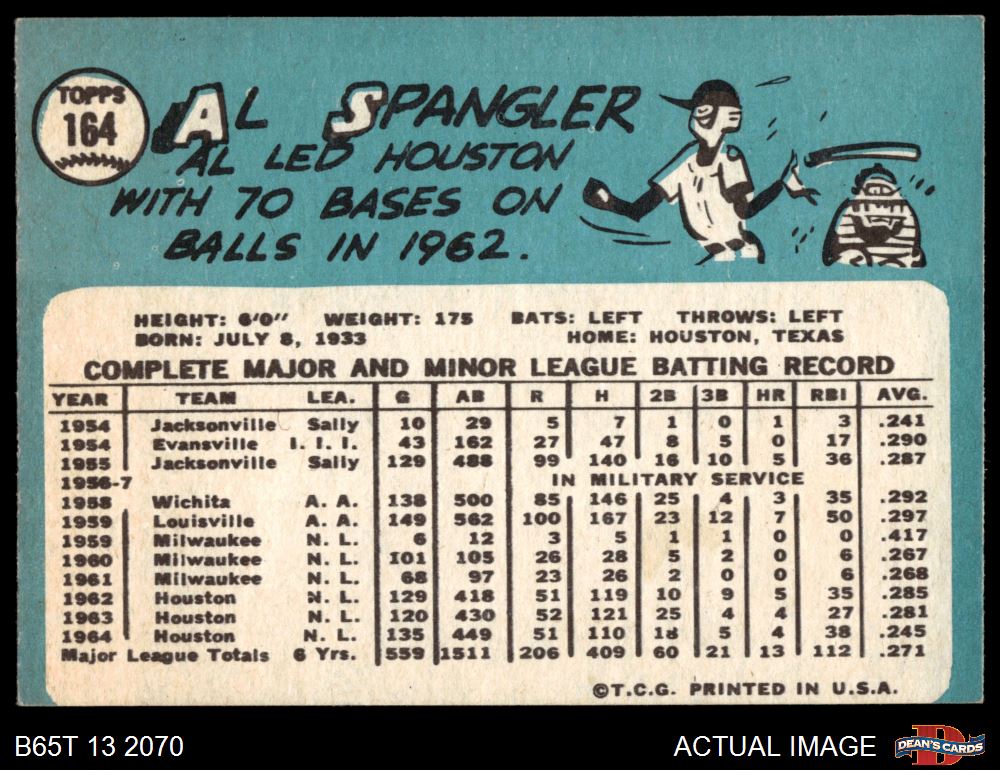 TOPPS
164
AL SPANGLER
AL LED HOUSTON
WITH 70 BASES ON
BALLS IN 1962.
HEIGHT: 6'0" WEIGHT: 175 BATS: LEFT THROWS: LEFT
BORN: JULY 8, 1933 HOME: HOUSTON, TEXAS
COMPLETE MAJOR AND MINOR LEAGUE BATTING RECORD
YEAR TEAM LEA. G AB R H 2B 3B HR RBI AVG.
1954 Jacksonville Sally 10 29 5 7 1 0 1 3 .241
1954 Evansville I. I. I. 43 162 27 47 8 5 0 17 .290
1955 Jacksonville Sally 129 488 99 140 16 10 5 36 .287
1956-7 IN MILITARY SERVICE
1958 Wichita A. A. 138 500 85 146 25 4 3 35 .292
1959 Louisville A. A. 149 562 100 167 23 12 7 50 .297
1959 Milwaukee N. L. 6 12 3 5 1 1 0 0 .417
1960 Milwaukee N. L. 101 105 26 28 5 2 0 6 .267
1961 Milwaukee N. L. 68 97 23 26 2 0 0 6 .268
1962 Houston N. L. 129 418 51 119 10 9 5 35 .285
1963 Houston N. L. 120 430 52 121 25 4 4 27 .281
1964 Houston N. L. 135 449 51 110 18 5 4 38 .245
Major League Totals 6 Yrs. 559 1511 206 409 60 21 13 112 .271
©T.C.G. PRINTED IN U.S.A.
B65T 13 2070 ACTUAL IMAGE D DEAN'S CARDS